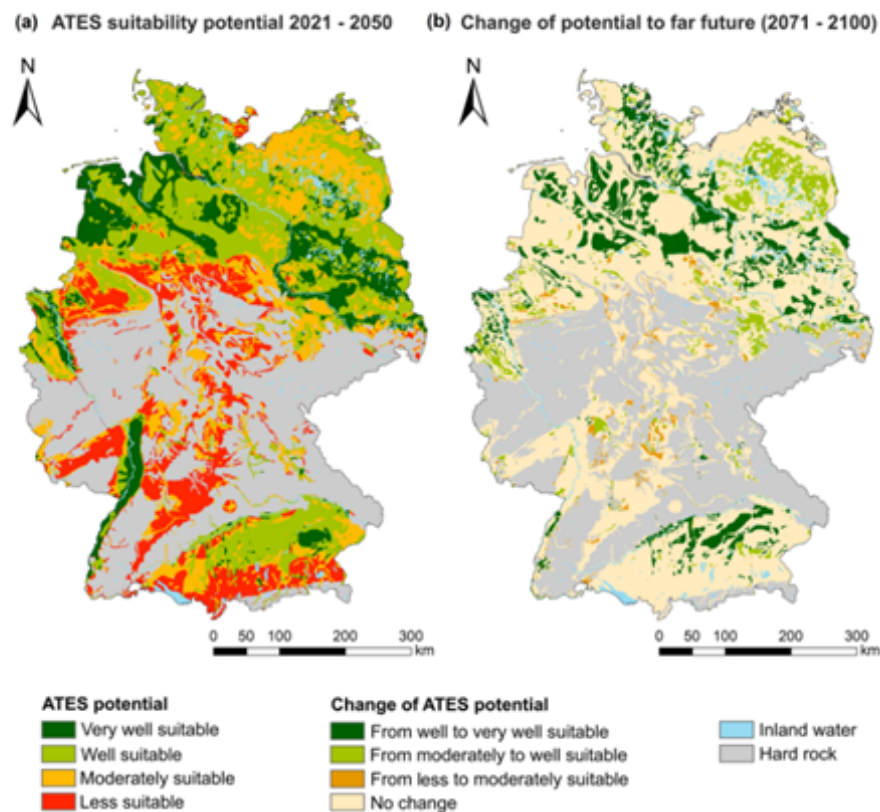 (a) ATES suitability potential 2021 - 2050
(b) Change of potential to far future (2071 - 2100)
N
N
0 50 100 200 300
km
0 50 100 200 300
km
ATES potential
Very well suitable
Well suitable
Moderately suitable
Less suitable
Change of ATES potential
From well to very well suitable
From moderately to well suitable
From less to moderately suitable
No change
Inland water
Hard rock